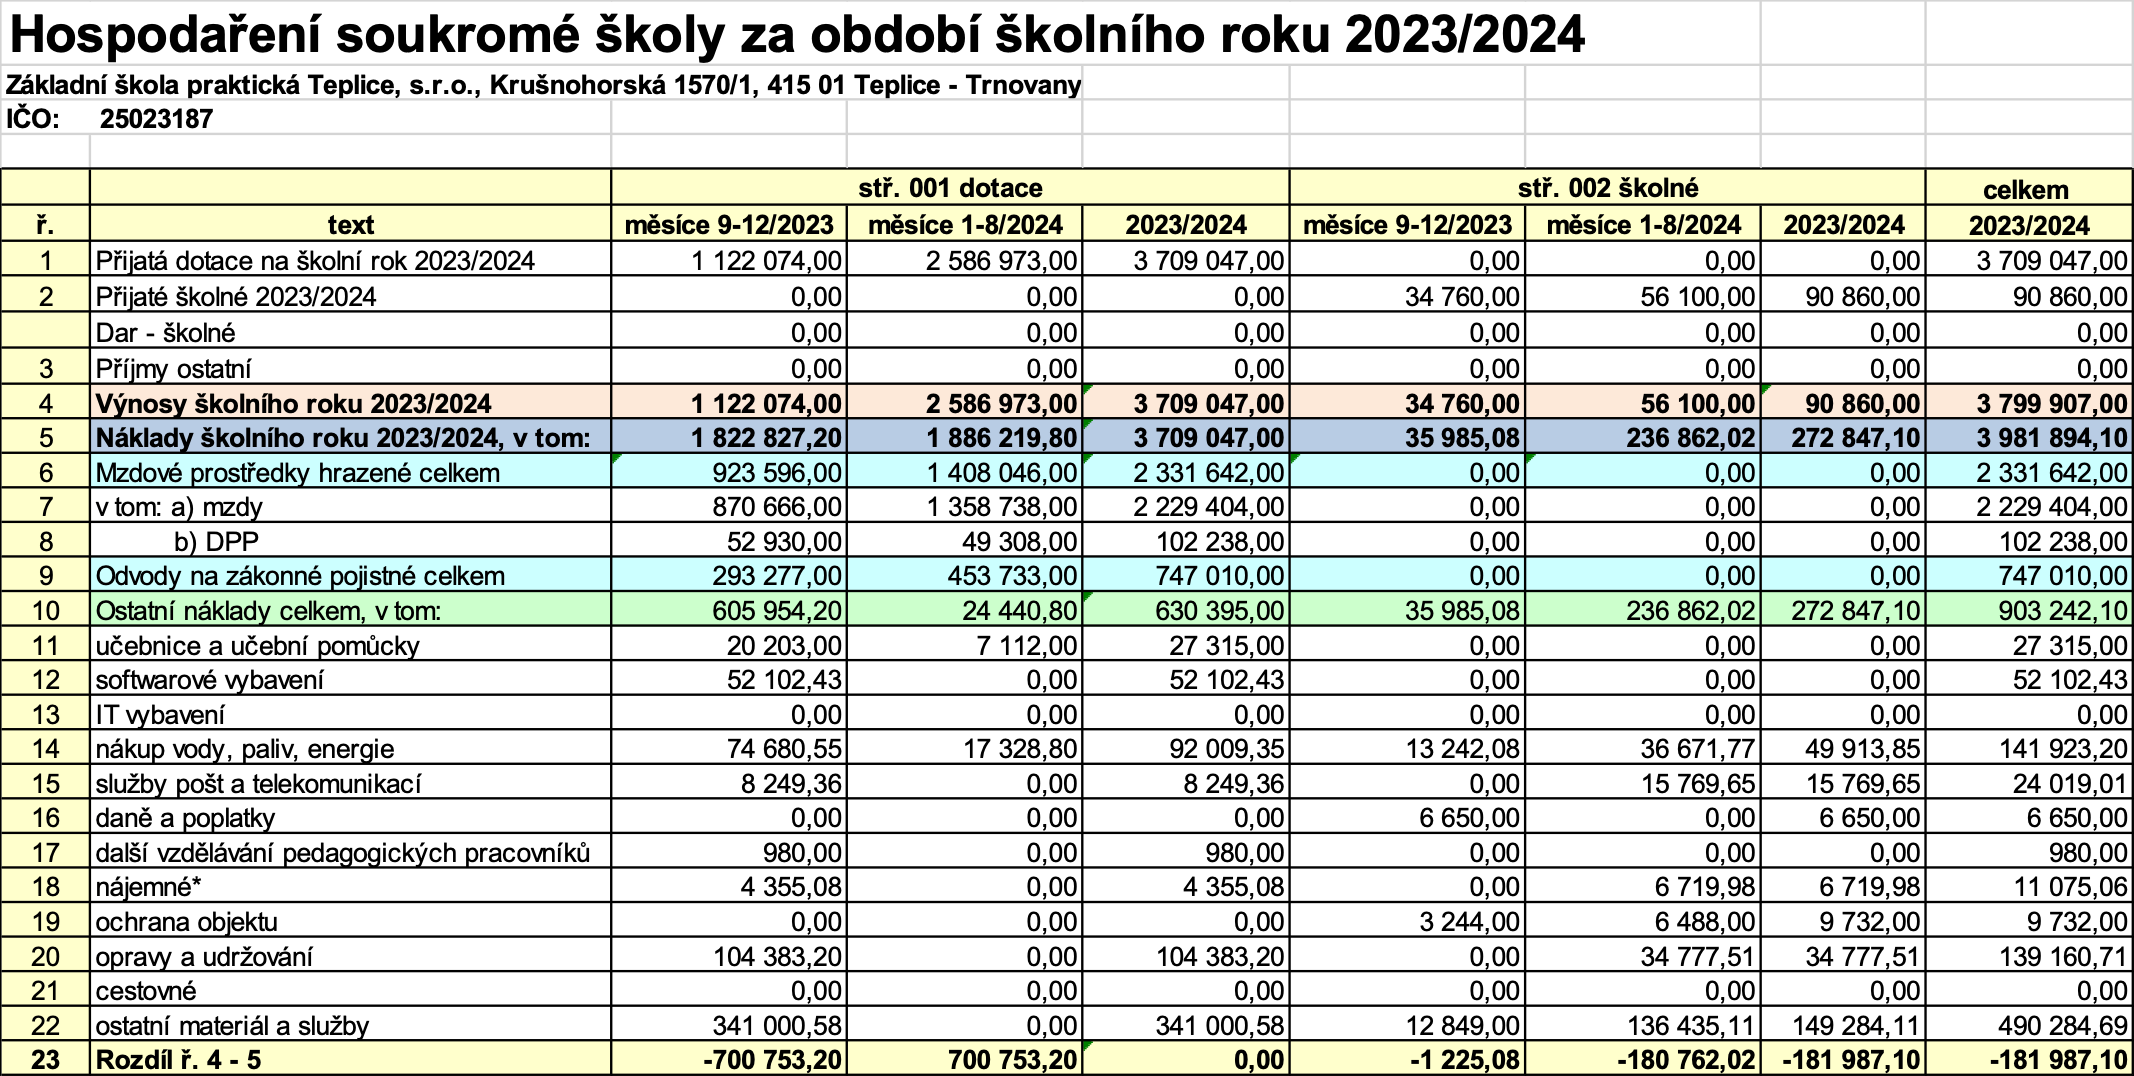 Hospodaření soukromé školy za období školního roku 2023/2024
Základní škola praktická Teplice, s.r.o., Krušnohorská 1570/1, 415 01 Teplice - Trnovany
IČO: 25023187
stř. 001 dotace stř. 002 školné celkem
ř. text měsíce 9-12/2023 měsíce 1-8/2024 2023/2024 měsíce 9-12/2023 měsíce 1-8/2024 2023/2024 2023/2024
1 Přijatá dotace na školní rok 2023/2024 1 122 074,00 2 586 973,00 3 709 047,00 0,00 0,00 0,00 3 709 047,00
2 Přijaté školné 2023/2024 0,00 0,00 0,00 34 760,00 56 100,00 90 860,00 90 860,00
Dar - školné 0,00 0,00 0,00 0,00 0,00 0,00 0,00
3 Příjmy ostatní 0,00 0,00 0,00 0,00 0,00 0,00 0,00
4 Výnosy školního roku 2023/2024 1 122 074,00 2 586 973,00 3 709 047,00 34 760,00 56 100,00 90 860,00 3 799 907,00
5 Náklady školního roku 2023/2024, v tom: 1 822 827,20 1 886 219,80 3 709 047,00 35 985,08 236 862,02 272 847,10 3 981 894,10
6 Mzdové prostředky hrazené celkem 923 596,00 1 408 046,00 2 331 642,00 0,00 0,00 0,00 2 331 642,00
7 v tom: a) mzdy 870 666,00 1 358 738,00 2 229 404,00 0,00 0,00 0,00 2 229 404,00
8 b) DPP 52 930,00 49 308,00 102 238,00 0,00 0,00 0,00 102 238,00
9 Odvody na zákonné pojistné celkem 293 277,00 453 733,00 747 010,00 0,00 0,00 0,00 747 010,00
10 Ostatní náklady celkem, v tom: 605 954,20 24 440,80 630 395,00 35 985,08 236 862,02 272 847,10 903 242,10
11 učebnice a učební pomůcky 20 203,00 7 112,00 27 315,00 0,00 0,00 0,00 27 315,00
12 softwarové vybavení 52 102,43 0,00 52 102,43 0,00 0,00 0,00 52 102,43
13 IT vybavení 0,00 0,00 0,00 0,00 0,00 0,00 0,00
14 nákup vody, paliv, energie 74 680,55 17 328,80 92 009,35 13 242,08 36 671,77 49 913,85 141 923,20
15 služby pošt a telekomunikací 8 249,36 0,00 8 249,36 0,00 15 769,65 15 769,65 24 019,01
16 daně a poplatky 0,00 0,00 0,00 6 650,00 0,00 6 650,00 6 650,00
17 další vzdělávání pedagogických pracovníků 980,00 0,00 980,00 0,00 0,00 0,00 980,00
18 nájemné* 4 355,08 0,00 4 355,08 0,00 6 719,98 6 719,98 11 075,06
19 ochrana objektu 0,00 0,00 0,00 3 244,00 6 488,00 9 732,00 9 732,00
20 opravy a udržování 104 383,20 0,00 104 383,20 0,00 34 777,51 34 777,51 139 160,71
21 cestovné 0,00 0,00 0,00 0,00 0,00 0,00 0,00
22 ostatní materiál a služby 341 000,58 0,00 341 000,58 12 849,00 136 435,11 149 284,11 490 284,69
23 Rozdíl ř. 4 - 5 -700 753,20 700 753,20 0,00 -1 225,08 -180 762,02 -181 987,10 -181 987,10